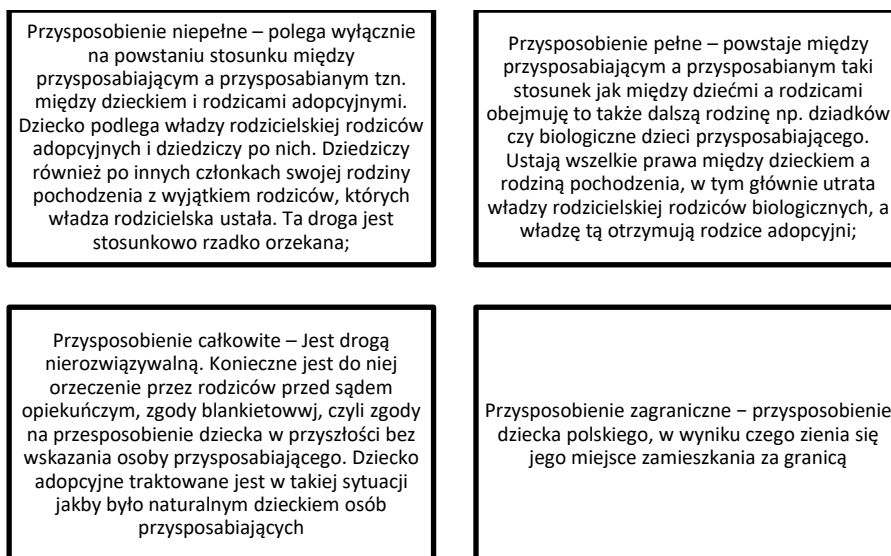 Przysposobienie niepełne – polega wyłącznie
na powstaniu stosunku między
przysposabiającym a przysposabianym tzn.
między dzieckiem i rodzicami adopcyjnymi.
Dziecko podlega władzy rodzicielskiej rodziców
adopcyjnych i dziedziczy po nich. Dziedziczy
również po innych członkach swojej rodziny
pochodzenia z wyjątkiem rodziców, których
władza rodzicielska ustała. Ta droga jest
stosunkowo rzadko orzekana;
Przysposobienie pełne – powstaje między
przysposabiającym a przysposabianym taki
stosunek jak między dziećmi a rodzicami
obejmuję to także dalszą rodzinę np. dziadków
czy biologiczne dzieci przysposabiającego.
Ustają wszelkie prawa między dzieckiem a
rodziną pochodzenia, w tym głównie utrata
władzy rodzicielskiej rodziców biologicznych, a
władzę tą otrzymują rodzice adopcyjni;
Przysposobienie całkowite – Jest drogą
nierozwiązywalną. Konieczne jest do niej
orzeczenie przez rodziców przed sądem
opiekuńczym, zgody blankietowwj, czyli zgody
na przesposobienie dziecka w przyszłości bez
wskazania osoby przysposabiającego. Dziecko
adopcyjne traktowane jest w takiej sytuacji
jakby było naturalnym dzieckiem osób
przysposabiających
Przysposobienie zagraniczne − przysposobienie
dziecka polskiego, w wyniku czego zienia się
jego miejsce zamieszkania za granicą